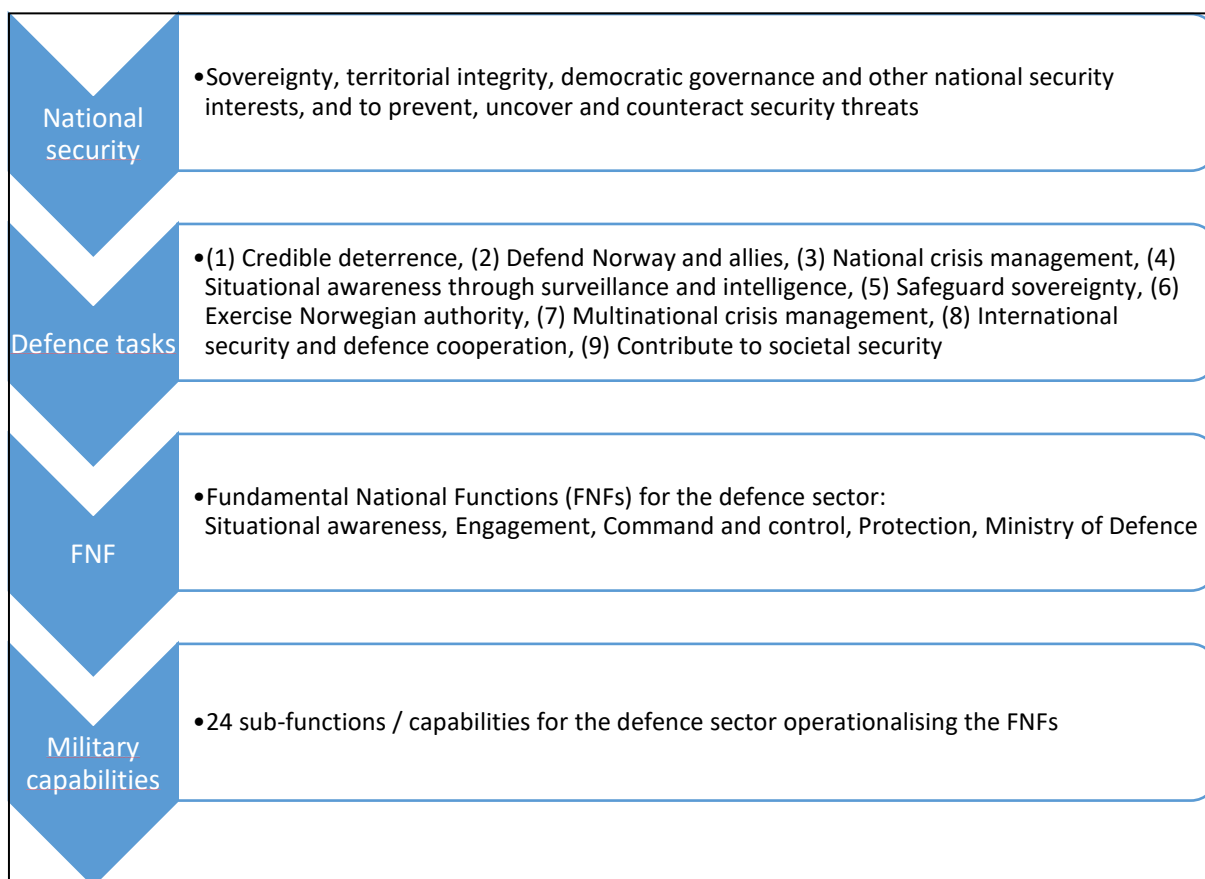 National
security
•Sovereignty, territorial integrity, democratic governance and other national security
interests, and to prevent, uncover and counteract security threats
Defence tasks
•(1) Credible deterrence, (2) Defend Norway and allies, (3) National crisis management, (4)
Situational awareness through surveillance and intelligence, (5) Safeguard sovereignty, (6)
Exercise Norwegian authority, (7) Multinational crisis management, (8) International
security and defence cooperation, (9) Contribute to societal security
FNF
•Fundamental National Functions (FNFs) for the defence sector:
Situational awareness, Engagement, Command and control, Protection, Ministry of Defence
Military
capabilities
•24 sub-functions / capabilities for the defence sector operationalising the FNFs